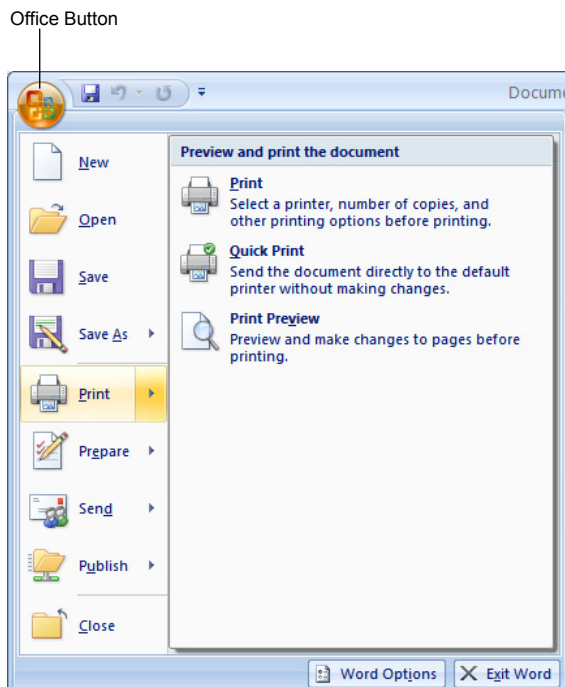 Office Button
Docume
New
Open
Save
Save As
Print
Prepare
Send
Publish
Close
Preview and print the document
Print
Select a printer, number of copies, and
other printing options before printing.
Quick Print
Send the document directly to the default
printer without making changes.
Print Preview
Preview and make changes to pages before
printing.
Word Options
Exit Word